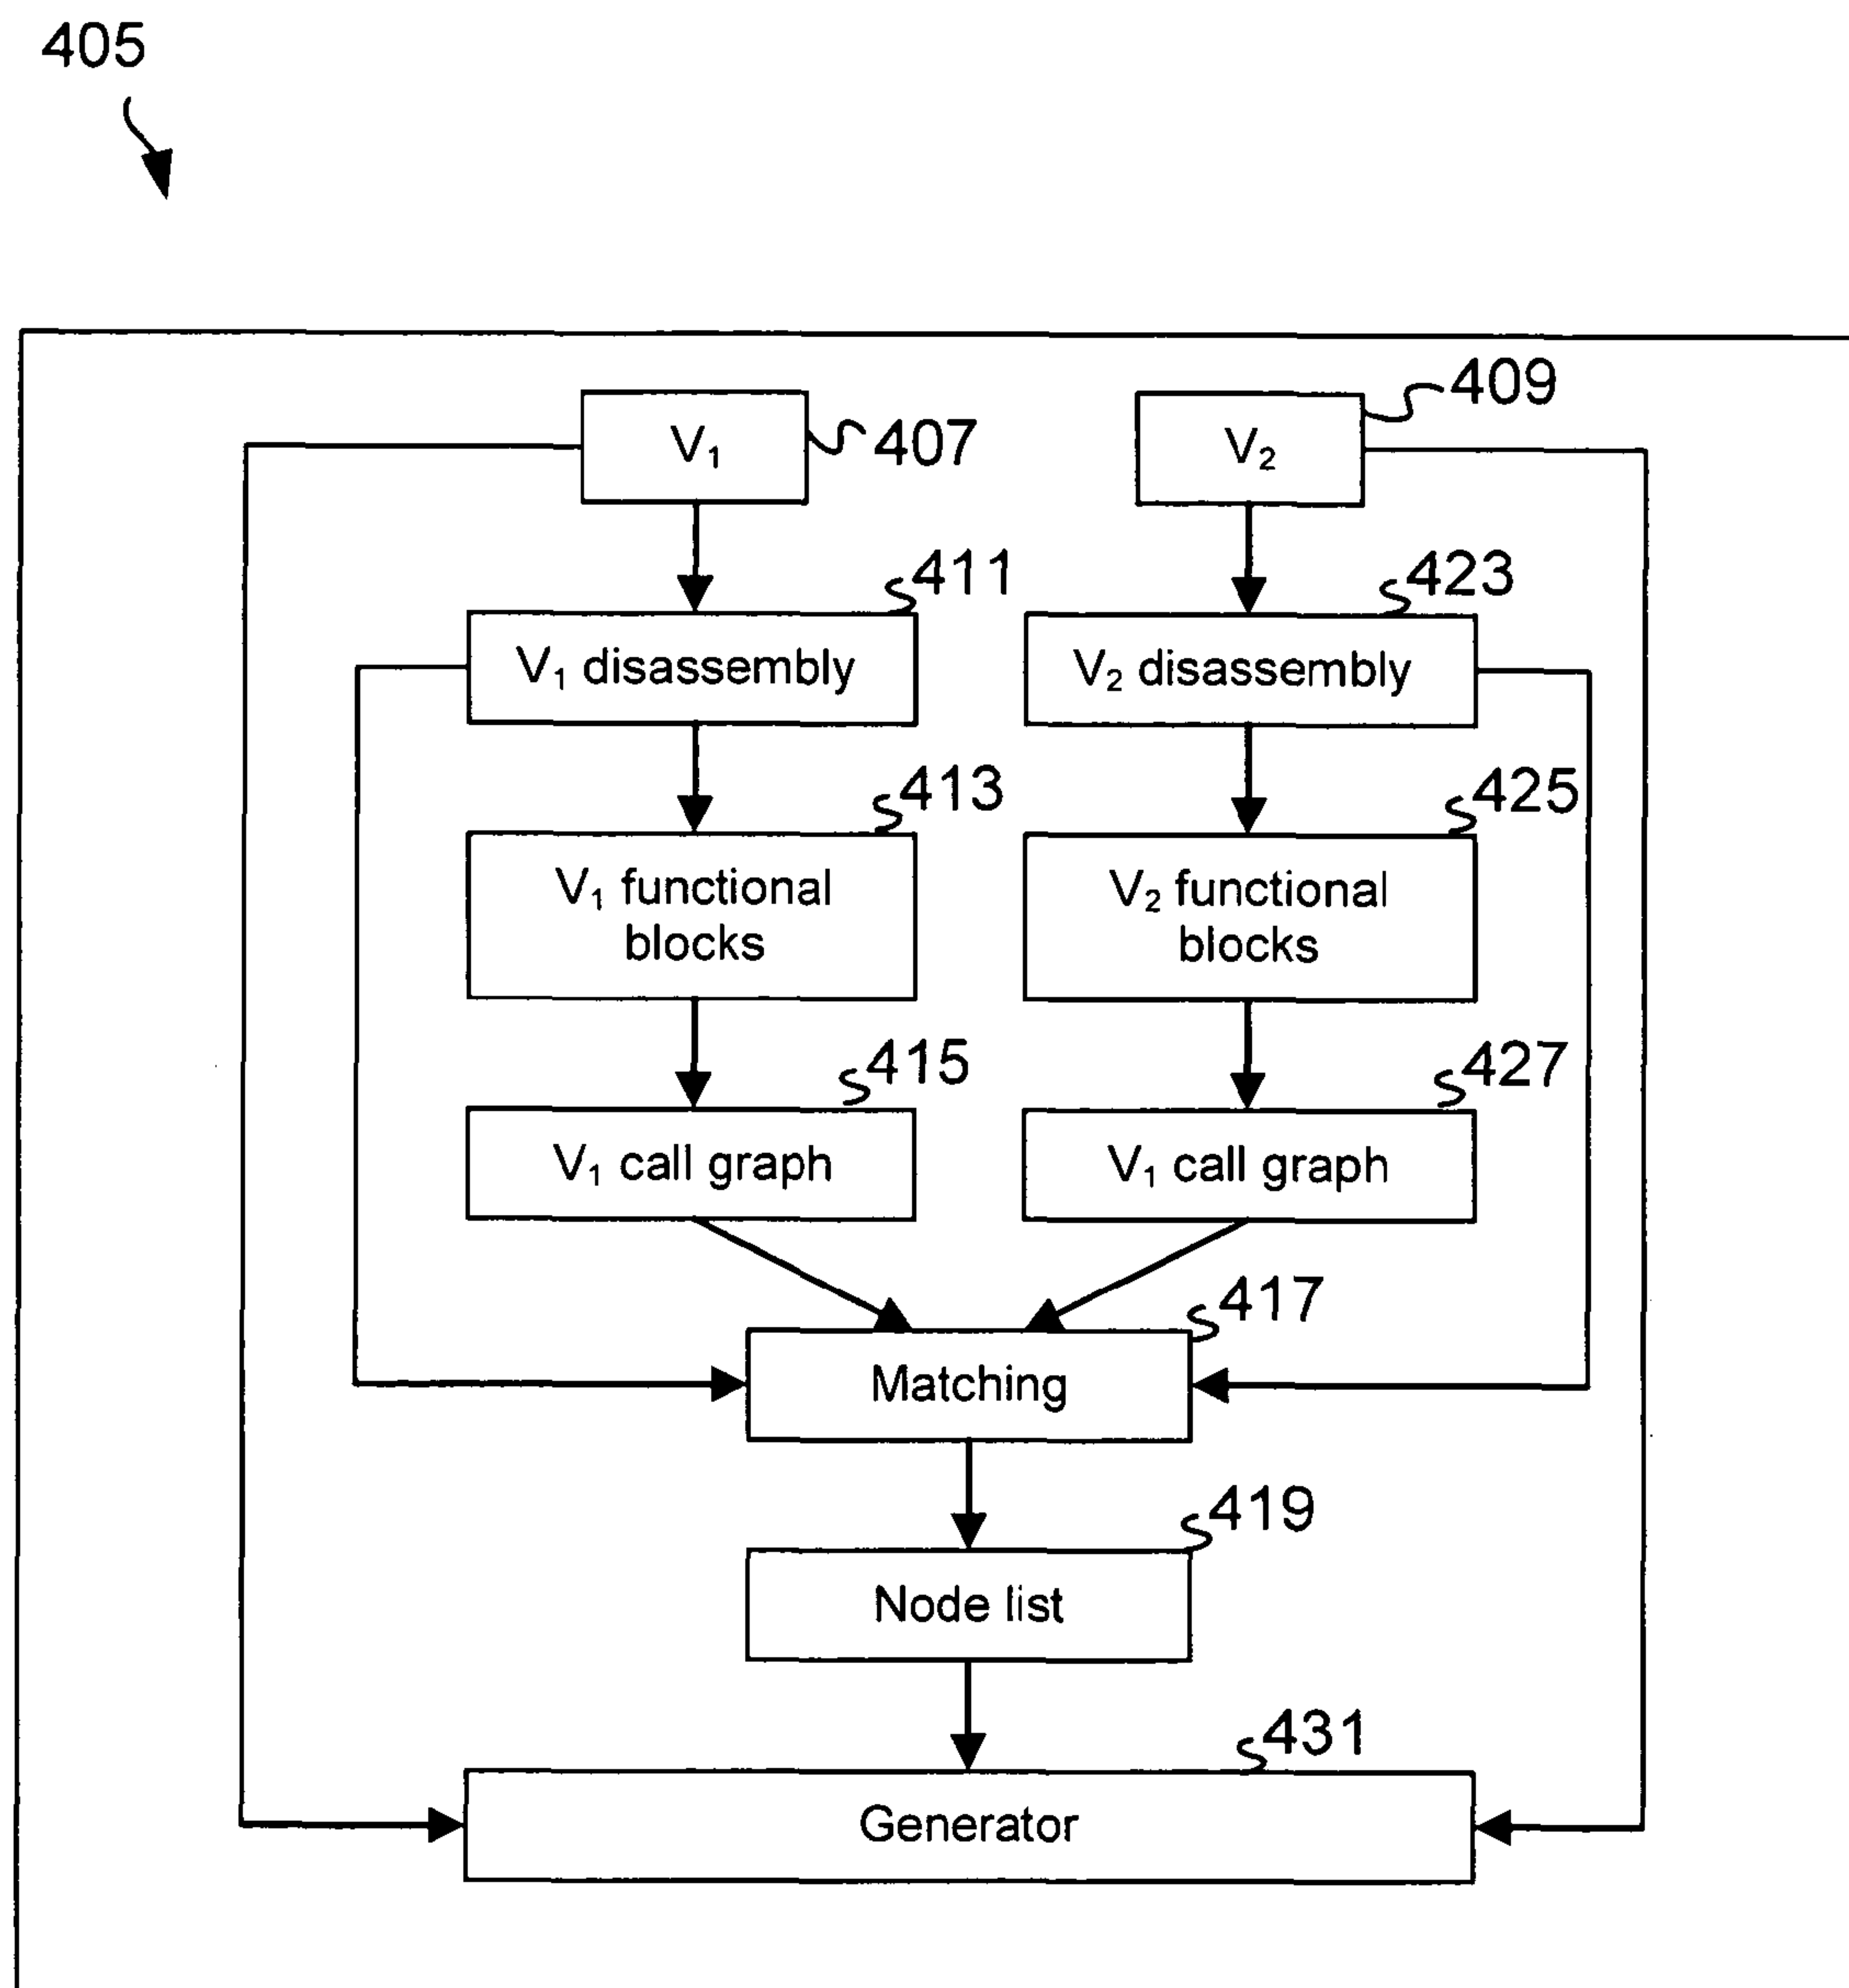 405
409
V₁
407
V₂
411
423
V₁ disassembly
V₂ disassembly
413
425
V₁ functional
blocks
V₂ functional
blocks
415
427
V₁ call graph
V₁ call graph
417
Matching
419
Node list
431
Generator